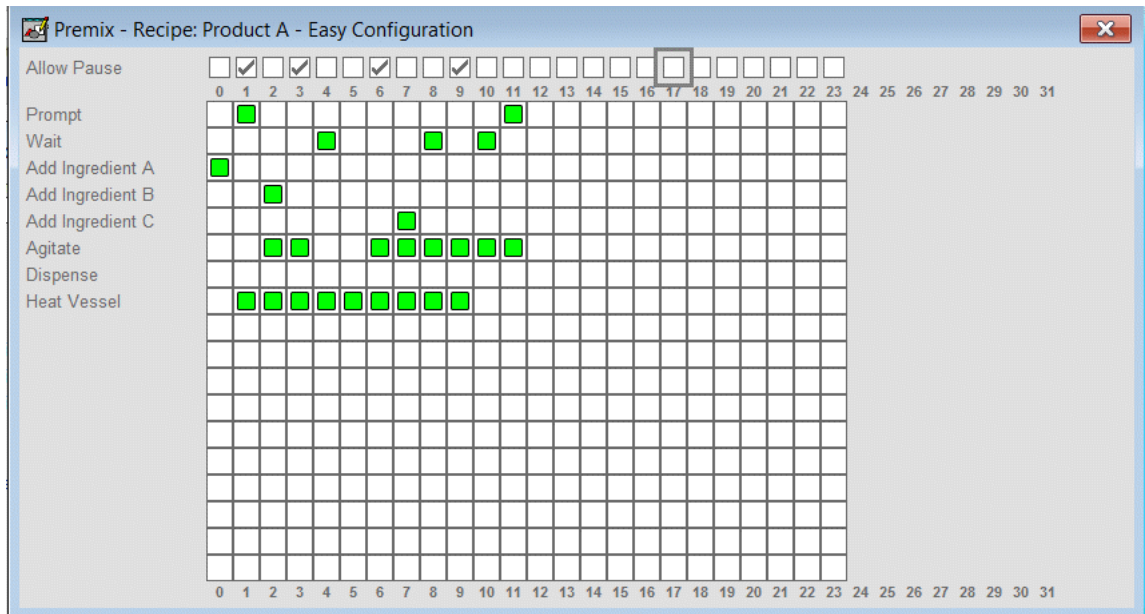 Premix - Recipe: Product A - Easy Configuration
Allow Pause
0 1 2 3 4 5 6 7 8 9 10 11 12 13 14 15 16 17 18 19 20 21 22 23 24 25 26 27 28 29 30 31
Prompt
Wait
Add Ingredient A
Add Ingredient B
Add Ingredient C
Agitate
Dispense
Heat Vessel
0 1 2 3 4 5 6 7 8 9 10 11 12 13 14 15 16 17 18 19 20 21 22 23 24 25 26 27 28 29 30 31